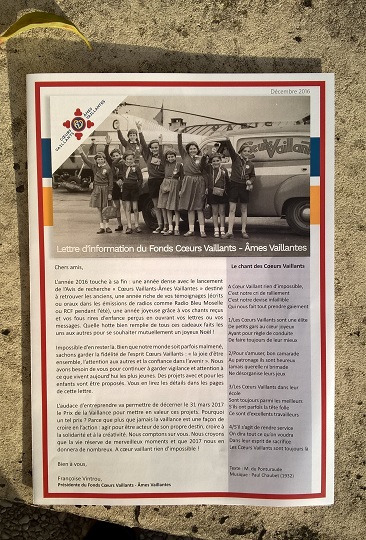 Décembre 2016
CŒURS VAILLANTS
ÂMES VAILLANTES
Cœurs Vaillants
Lettre d'information du Fonds Cœurs Vaillants - Âmes Vaillantes
Chers amis,
L'année 2016 touche à sa fin : une année dense avec le lancement
de l'Avis de recherche « Cœurs Vaillants-Âmes Vaillantes » destiné
à retrouver les anciens, une année riche de vos témoignages (écrits
ou oraux dans les émissions de radios comme Radio Bleu Moselle
ou RCF pendant l'été), une année joyeuse grâce à vos chants reçus
et vos fous rires d'enfance perçus en ouvrant vos lettres ou vos
messages. Quelle hotte bien remplie de tous ces cadeaux faits les
uns aux autres pour se souhaiter mutuellement un joyeux Noël !
Impossible d'en rester là. Bien que notre monde soit parfois malmené,
sachons garder la fidélité de l'esprit Cœurs Vaillants : « la joie d'être
ensemble, l'attention aux autres et la confiance dans l'avenir ». Nous
avons besoin de vous pour continuer à garder vigilance et attention à
ce que vivent aujourd'hui les plus jeunes. Des projets avec et pour les
enfants vont être proposés. Vous en lirez les détails dans les pages
de cette lettre.
L'audace d'entreprendre va permettre de décerner le 31 mars 2017
le Prix de la Vaillance pour mettre en valeur ces projets. Pourquoi
un tel prix ? Parce que plus que jamais la vaillance est une façon de
croire en l'action : agir pour être acteur de son propre destin, croire à
la solidarité et à la créativité. Nous comptons sur vous. Nous croyons
que la vie réserve de merveilleux moments et que 2017 nous en
donnera de nombreux. A cœur vaillant rien d'impossible !
Bien à vous,
Françoise Vintrou,
Présidente du Fonds Cœurs Vaillants - Âmes Vaillantes
Le chant des Cœurs Vaillants
A Cœur Vaillant rien d'impossible,
C'est notre cri de ralliement
C'est notre devise infaillible
Qui nous fait tout prendre gaiement
1/Les Cœurs Vaillants sont une élite
De petits gars au cœur joyeux
Ayant pour règle de conduite
De faire toujours de leur mieux
2/Pour s'amuser, bon camarade
Au patronage ils sont heureux
Jamais querelle ni brimade
Ne désorganise leurs jeux
3/Les Cœurs Vaillants dans leur
école
Sont toujours parmi les meilleurs
S'ils ont parfois la tête folle
Ce sont d'excellents travailleurs
4/S'il s'agit de rendre service
On dira tout ce qu'on voudra
Dans leur esprit de sacrifice
Les Cœurs Vaillants sont toujours là
Texte : M. du Fonturaude
Musique : Paul Chaubet (1932)